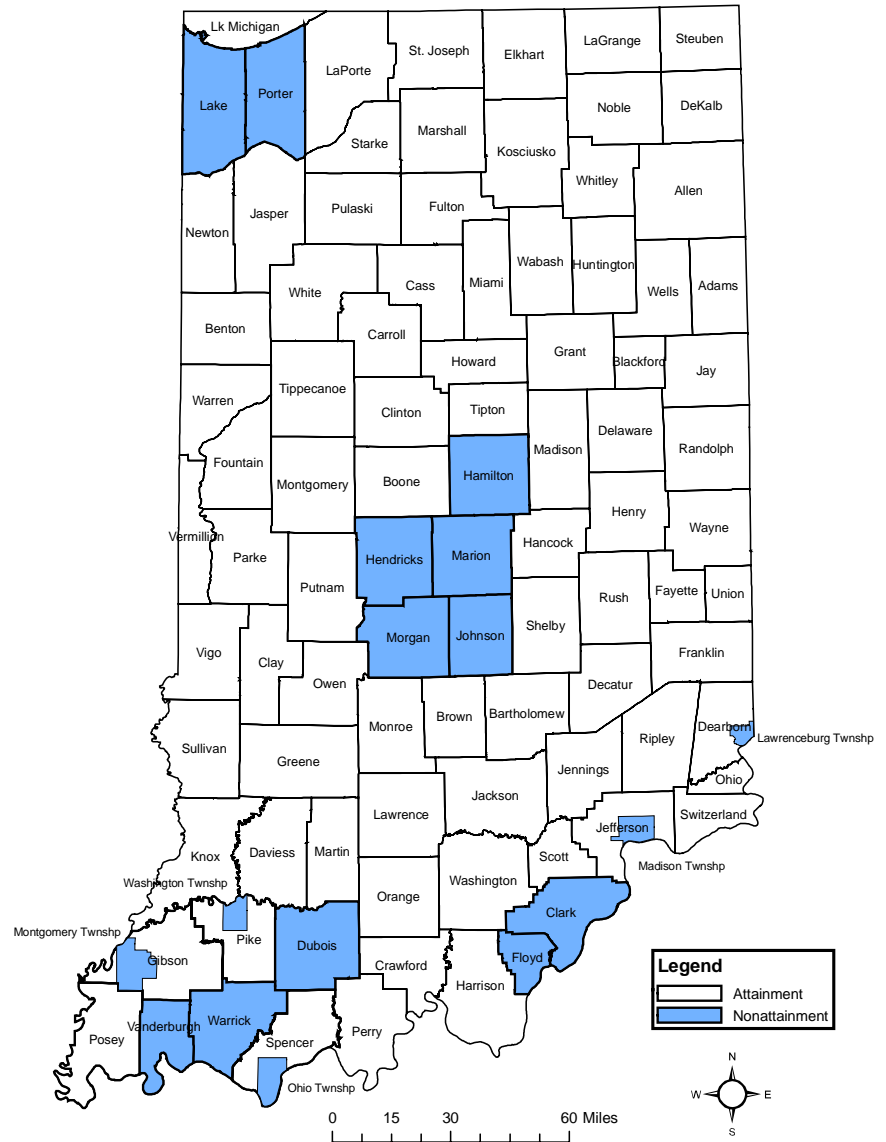 Lk Michigan
LaPorte
St. Joseph
Elkhart
LaGrange
Steuben
Lake
Porter
Noble
DeKalb
Starke
Marshall
Kosciusko
Whitley
Allen
Newton
Jasper
Pulaski
Fulton
White
Cass
Miami
Wabash
Huntington
Wells
Adams
Benton
Carroll
Howard
Grant
Blackford
Jay
Warren
Tippecanoe
Clinton
Tipton
Madison
Delaware
Randolph
Fountain
Montgomery
Boone
Hamilton
Henry
Wayne
Vermillion
Parke
Putnam
Hendricks
Marion
Hancock
Rush
Fayette
Union
Vigo
Clay
Owen
Morgan
Johnson
Shelby
Franklin
Decatur
Sullivan
Greene
Monroe
Brown
Bartholomew
Jennings
Ripley
Dearborn
Lawrenceburg Twnshp
Ohio
Switzerland
Knox
Daviess
Martin
Lawrence
Jackson
Scott
Jefferson
Madison Twnshp
Washington Twnshp
Orange
Washington
Clark
Montgomery Twnshp
Gibson
Pike
Dubois
Crawford
Harrison
Floyd
Posey
Vanderburgh
Warrick
Spencer
Perry
Ohio Twnshp
Legend
Attainment
Nonattainment
N
W
E
S
0 15 30 60 Miles